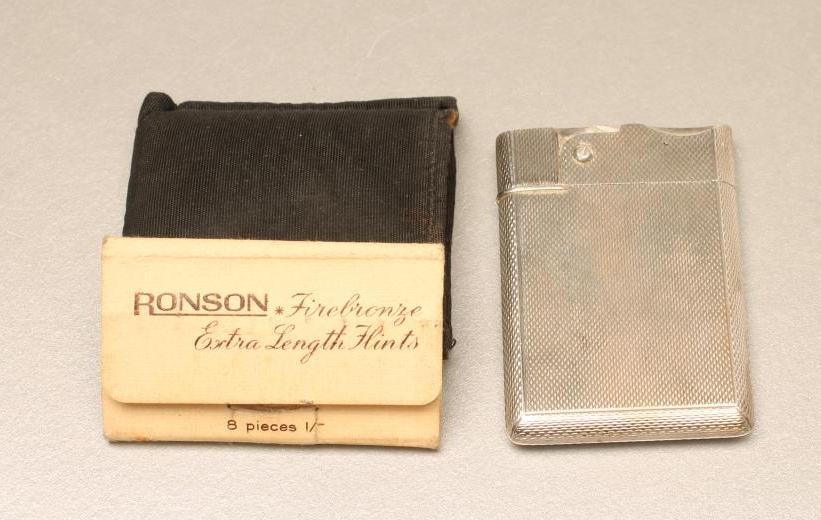 RONSON * Firebronze
Extra Length Flints
8 pieces 1/-